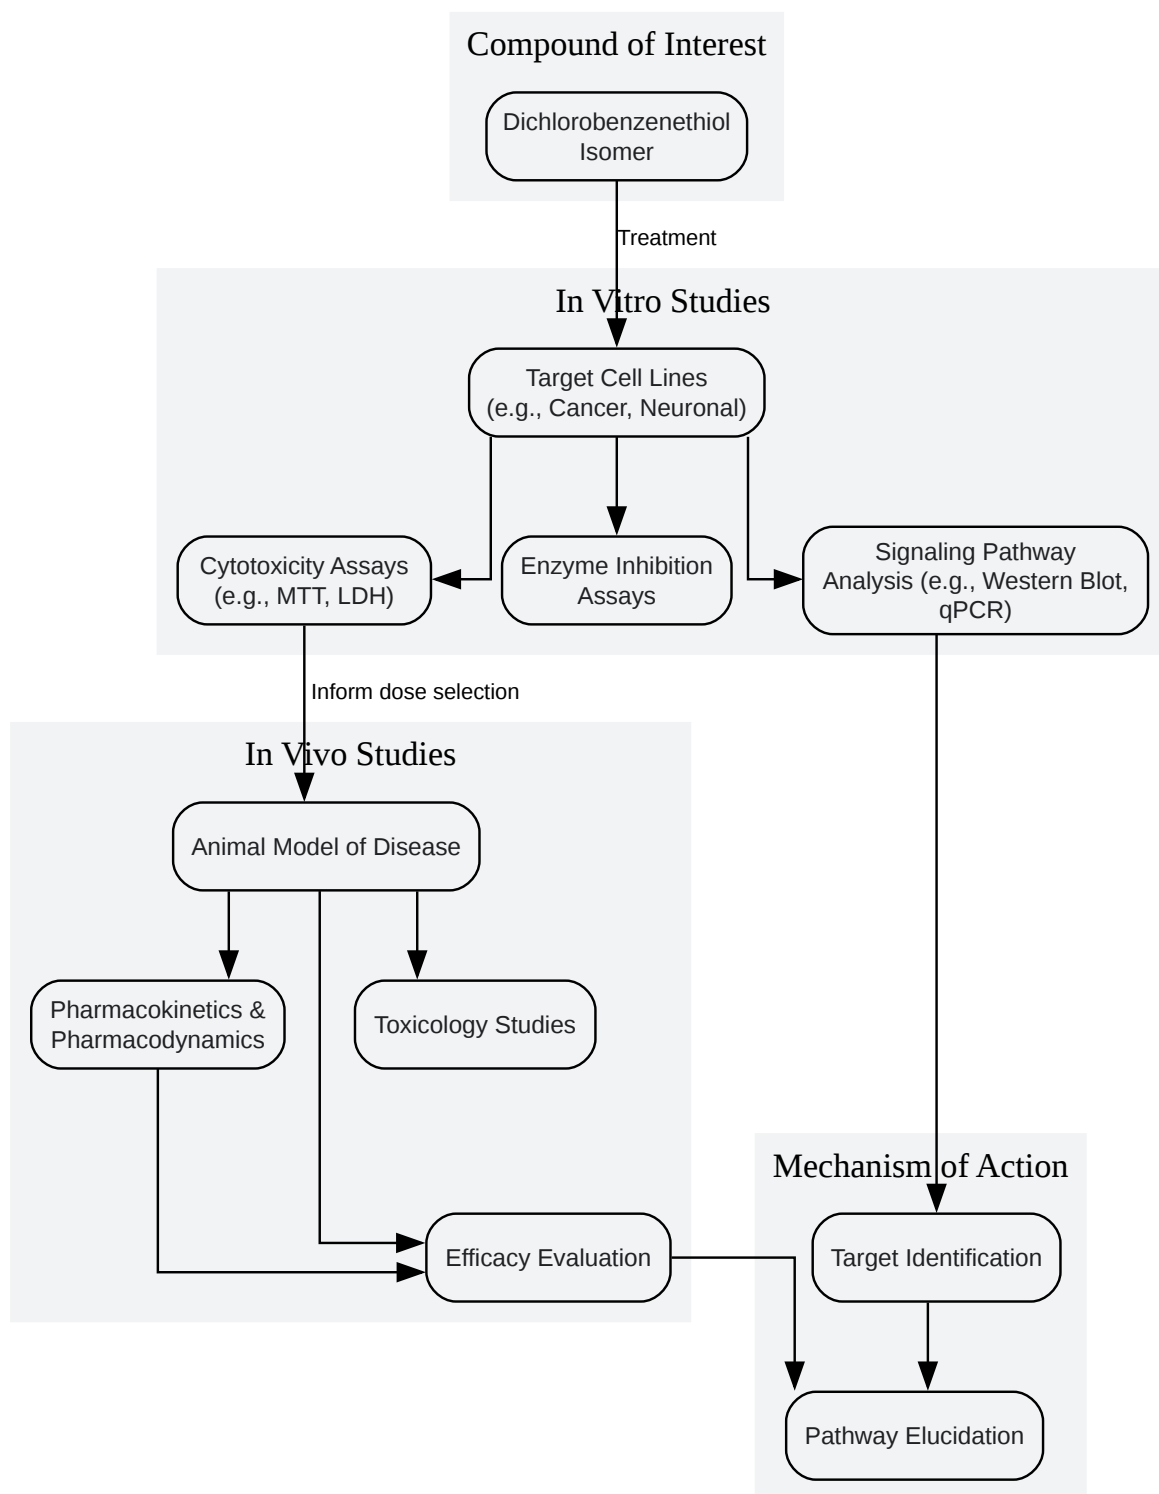 Compound of Interest
Dichlorobenzenethiol
Isomer
Treatment
In Vitro Studies
Target Cell Lines
(e.g., Cancer, Neuronal)
Cytotoxicity Assays
(e.g., MTT, LDH)
Enzyme Inhibition
Assays
Signaling Pathway
Analysis (e.g., Western Blot,
qPCR)
Inform dose selection
In Vivo Studies
Animal Model of Disease
Pharmacokinetics &
Pharmacodynamics
Toxicology Studies
Efficacy Evaluation
Mechanism of Action
Target Identification
Pathway Elucidation